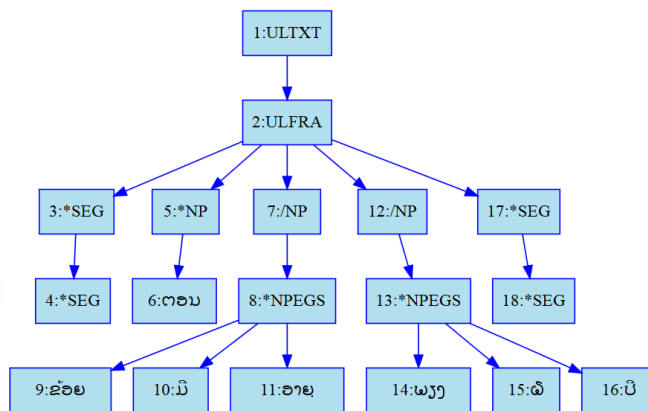 1:ULTXT
2:ULFRA
3:*SEG 5:*NP 7:/NP 12:/NP 17:*SEG
4:*SEG 6:ຕອນ 8:*NPEGS 13:*NPEGS 18:*SEG
9:ຂ້ອຍ 10:ມີ 11:ອາຍຸ 14:ພຽງ 15:໖ 16:ປີ